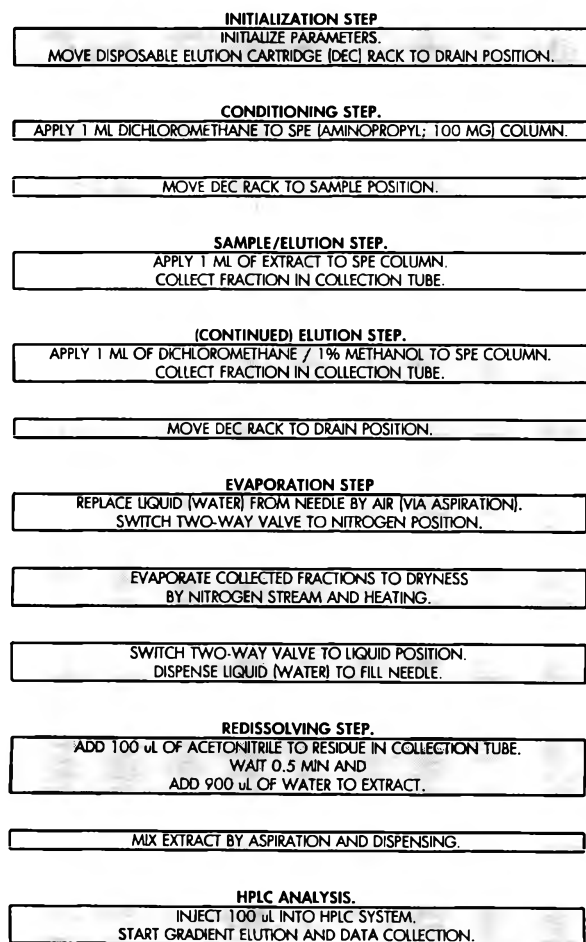 INITIALIZATION STEP
INITIALIZE PARAMETERS.
MOVE DISPOSABLE ELUTION CARTRIDGE (DEC) RACK TO DRAIN POSITION.
CONDITIONING STEP.
APPLY 1 ML DICHLOROMETHANE TO SPE (AMINOPROPYL; 100 MG) COLUMN.
MOVE DEC RACK TO SAMPLE POSITION.
SAMPLE/ELUTION STEP.
APPLY 1 ML OF EXTRACT TO SPE COLUMN.
COLLECT FRACTION IN COLLECTION TUBE.
(CONTINUED) ELUTION STEP.
APPLY 1 ML OF DICHLOROMETHANE / 1% METHANOL TO SPE COLUMN.
COLLECT FRACTION IN COLLECTION TUBE.
MOVE DEC RACK TO DRAIN POSITION.
EVAPORATION STEP
REPLACE LIQUID (WATER) FROM NEEDLE BY AIR (VIA ASPIRATION).
SWITCH TWO-WAY VALVE TO NITROGEN POSITION.
EVAPORATE COLLECTED FRACTIONS TO DRYNESS
BY NITROGEN STREAM AND HEATING.
SWITCH TWO-WAY VALVE TO LIQUID POSITION.
DISPENSE LIQUID (WATER) TO FILL NEEDLE.
REDISSOLVING STEP.
ADD 100 uL OF ACETONITRILE TO RESIDUE IN COLLECTION TUBE.
WAIT 0.5 MIN AND
ADD 900 uL OF WATER TO EXTRACT.
MIX EXTRACT BY ASPIRATION AND DISPENSING.
HPLC ANALYSIS.
INJECT 100 uL INTO HPLC SYSTEM.
START GRADIENT ELUTION AND DATA COLLECTION.